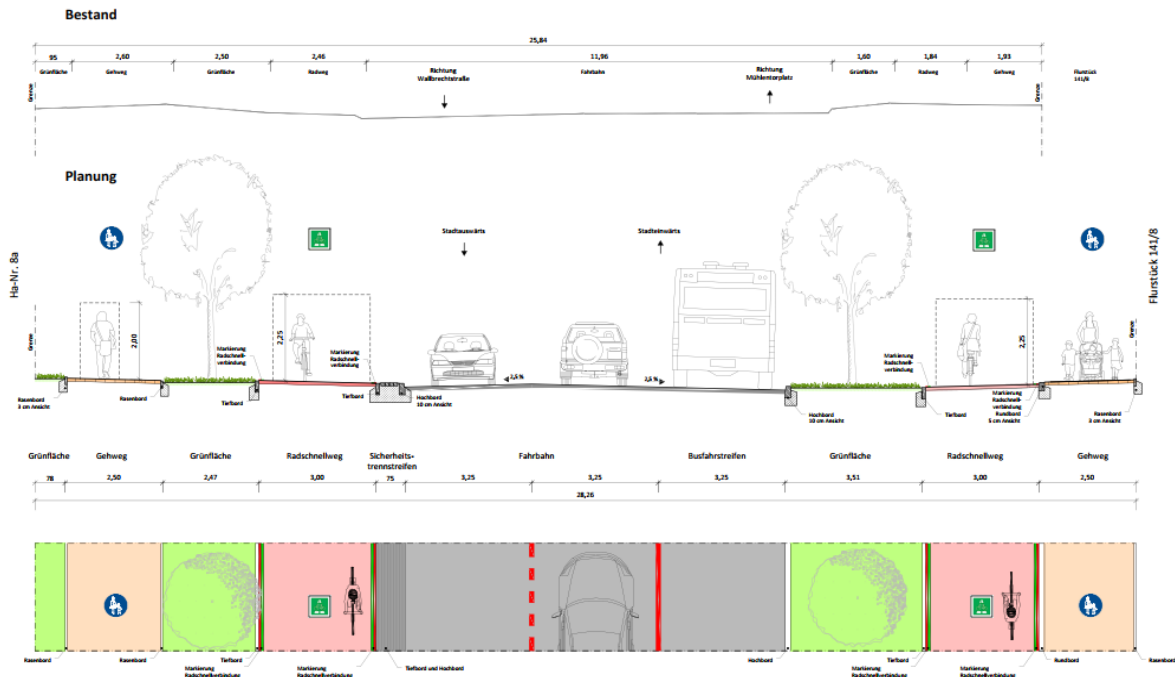 Bestand
25,84
95
2,60
2,50
2,46
11,96
1,60
1,84
1,93
Grünfläche
Gehweg
Grünfläche
Radweg
Richtung
Wallbrechtstraße
Fahrbahn
Richtung
Mühlentorplatz
Grünfläche
Radweg
Gehweg
Flurstück
141/8
Grenze
Grenze
Planung
Stadtauswärts
Stadteinwärts
Ha-Nr. 8a
Flurstück 141/8
Grenze
Grenze
2,00
2,25
2,25
Markierung
Radschnell-
verbindung
Markierung
Radschnell-
verbindung
Markierung
Radschnell-
verbindung
2,5 %
2,5 %
Rasenbord
3 cm Ansicht
Rasenbord
Tiefbord
Tiefbord
Hochbord
10 cm Ansicht
Hochbord
10 cm Ansicht
Tiefbord
Markierung
Radschnell-
verbindung
Rundbord
5 cm Ansicht
Rasenbord
3 cm Ansicht
Grünfläche
Gehweg
Grünfläche
Radschnellweg
Sicherheits-
trennstreifen
Fahrbahn
Busfahrstreifen
Grünfläche
Radschnellweg
Gehweg
78
2,50
2,47
3,00
75
3,25
3,25
3,25
3,51
3,00
2,50
28,26
Rasenbord
Rasenbord
Tiefbord
Markierung
Radschnellverbindung
Markierung
Radschnellverbindung
Tiefbord und Hochbord
Hochbord
Tiefbord
Markierung
Radschnellverbindung
Markierung
Radschnellverbindung
Rundbord
Rasenbord